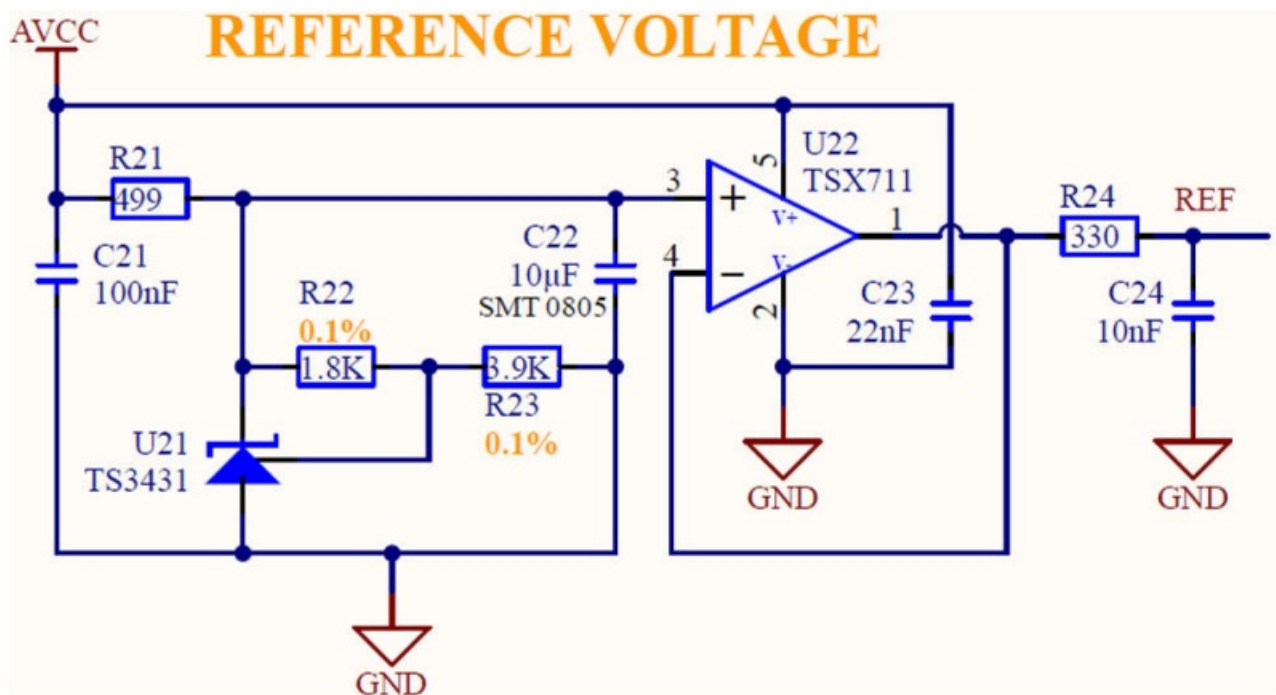 REFERENCE VOLTAGE
AVCC
R21
499
C21
100nF
R22
0.1%
1.8K
C22
10µF
SMT 0805
3.9K
R23
0.1%
U21
TS3431
GND
3
4
+
−
V+
V-
5
2
1
U22
TSX711
C23
22nF
GND
R24
330
REF
C24
10nF
GND